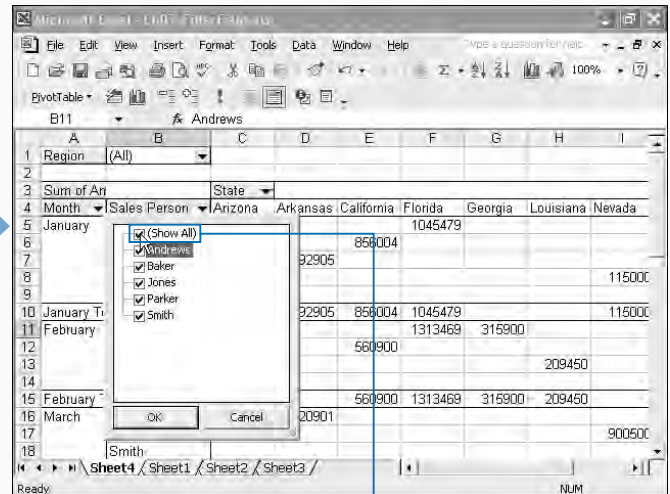 Microsoft Excel - Ch07 Filter Fields.xls
File Edit View Insert Format Tools Data Window Help Type a question for help
100%
PivotTable
B11 fx Andrews
A B C D E F G H I
1 Region (All)
2
3 Sum of Am State
4 Month Sales Person Arizona Arkansas California Florida Georgia Louisiana Nevada
5 January (Show All) 1045479
6 Andrews 856004
7 Baker 92905
8 Jones 115000
9 Parker
10 January To Smith 92905 856004 1045479 115000
11 February 1313469 315900
12 560900
13 209450
14
15 February T 560900 1313469 315900 209450
16 March OK Cancel 20901
17 900500
18 Smith
Sheet4 Sheet1 Sheet2 Sheet3
Ready NUM